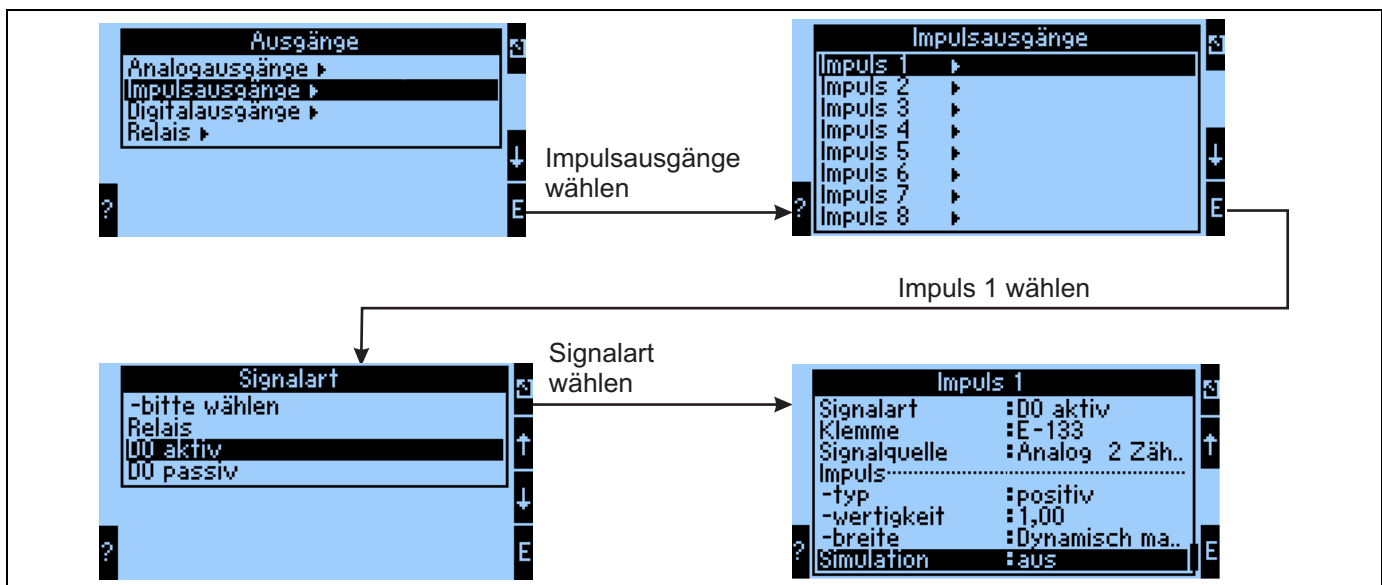 Ausgänge
Analogausgänge
Impulsausgänge
Digitalausgänge
Relais
?
E
Impulsausgänge
wählen
Impulsausgänge
Impuls 1
Impuls 2
Impuls 3
Impuls 4
Impuls 5
Impuls 6
Impuls 7
Impuls 8
?
E
Impuls 1 wählen
Signalart
-bitte wählen
Relais
DO aktiv
DO passiv
?
E
Signalart
wählen
Impuls 1
Signalart :DO aktiv
Klemme :E-133
Signalquelle :Analog 2 Zäh..
Impuls
-typ :positiv
-wertigkeit :1,00
-breite :Dynamisch ma..
Simulation :aus
?
E